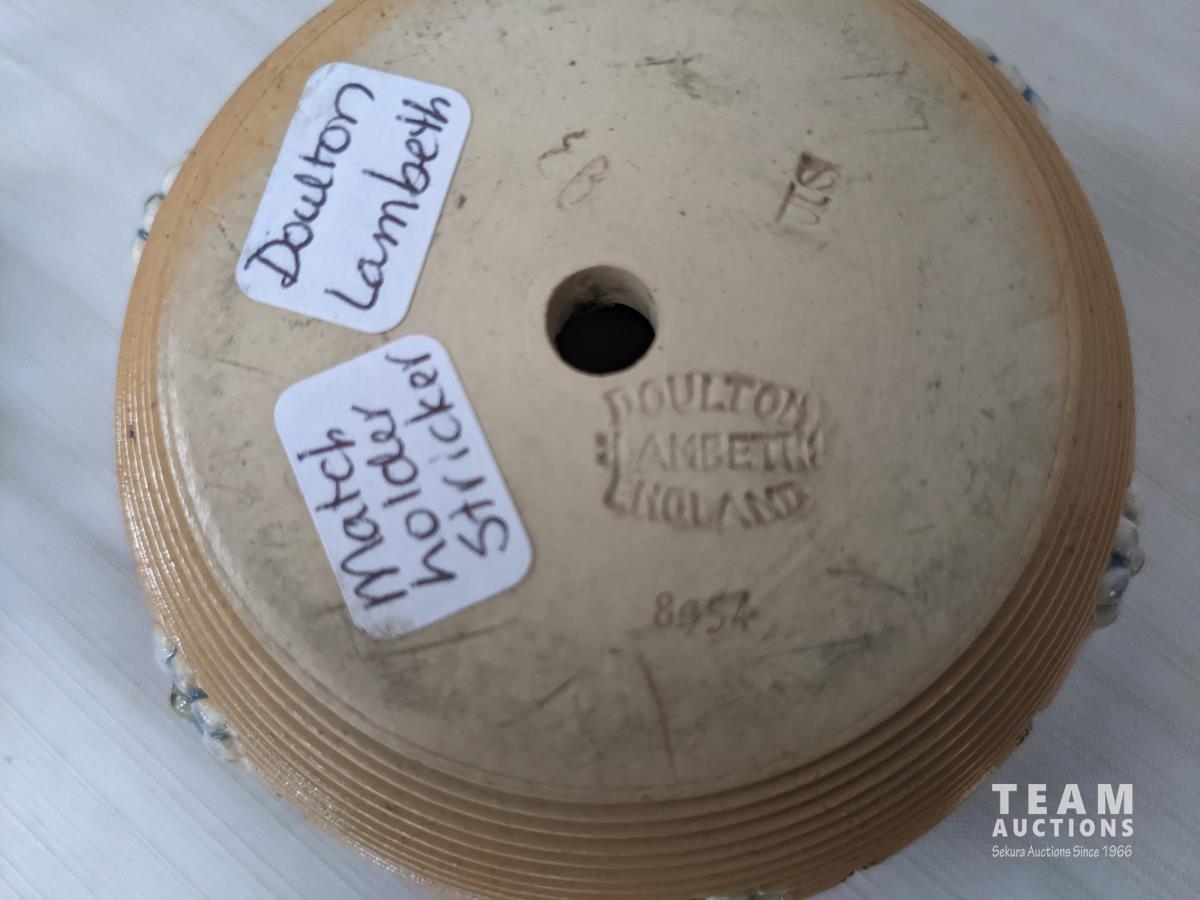 Doulton
Lambeth
Match
holder
Stricker
DOULTON
LAMBETH
ENGLAND
8954
TEAM
AUCTIONS
Sekura Auctions Since 1966